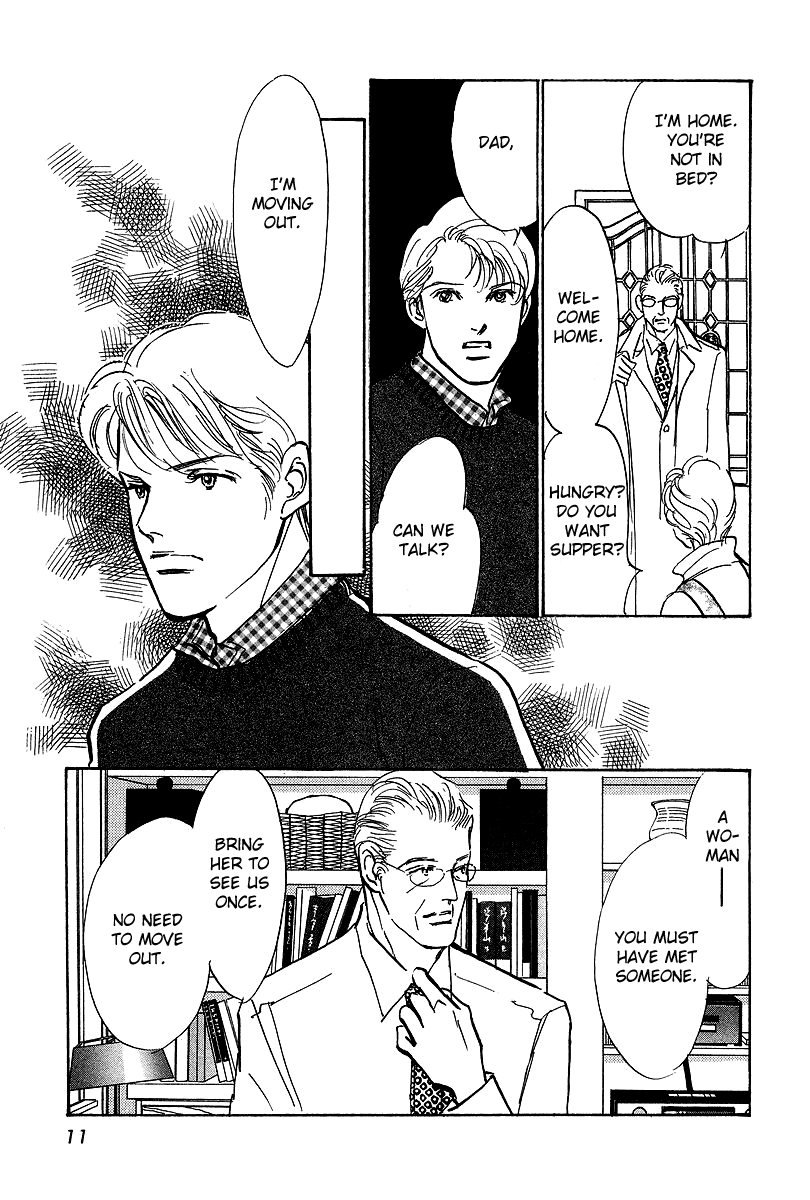 I'M HOME.
YOU'RE
NOT IN
BED?
WEL-
COME
HOME.
HUNGRY?
DO YOU
WANT
SUPPER?
DAD,
CAN WE
TALK?
I'M
MOVING
OUT.
A
WO-
MAN
—
YOU MUST
HAVE MET
SOMEONE.
BRING
HER TO
SEE US
ONCE.
NO NEED
TO MOVE
OUT.
11